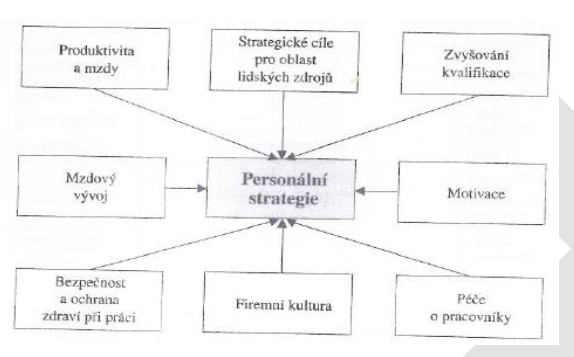 Produktivita
a mzdy
Strategické cíle
pro oblast
lidských zdrojů
Zvyšování
kvalifikace
Mzdový
vývoj
Personální
strategie
Motivace
Bezpečnost
a ochrana
zdraví při práci
Firemní kultura
Péče
o pracovníky